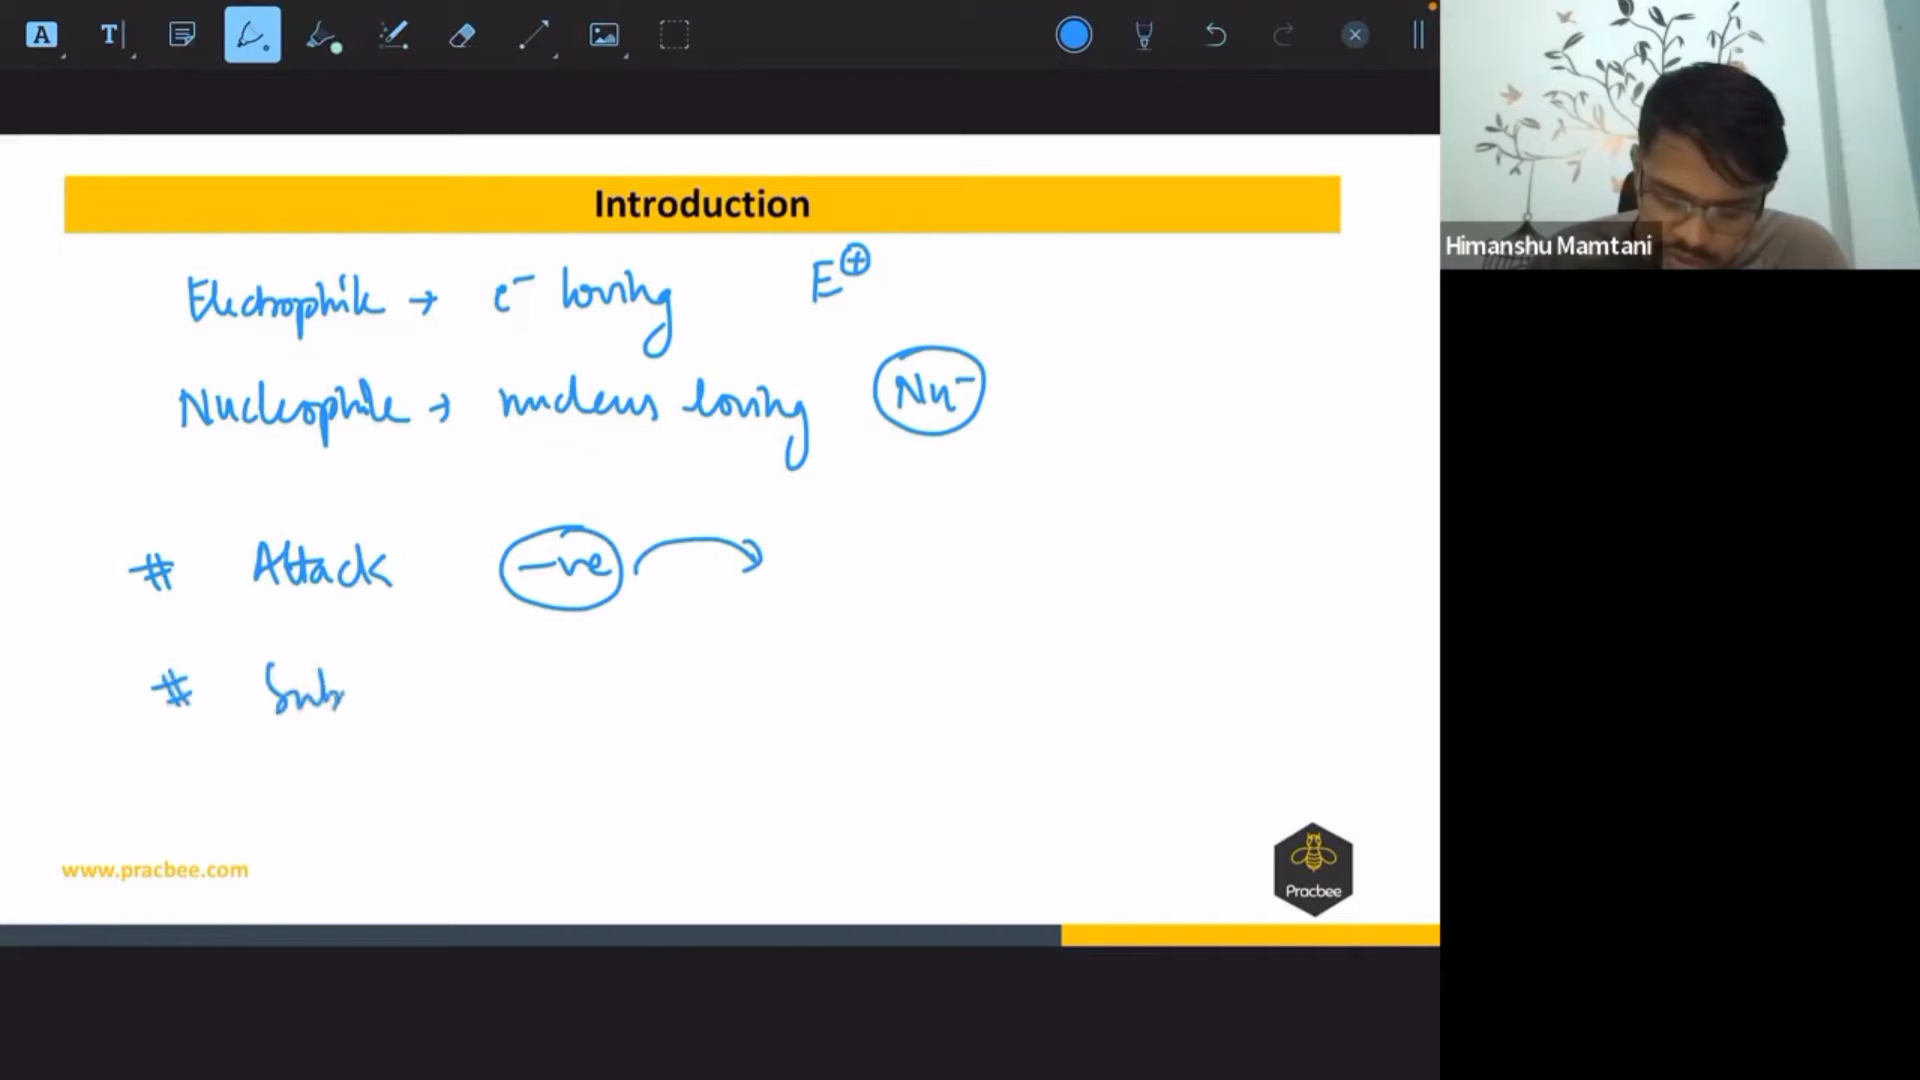 A T|
Introduction
Himanshu Mamtani
Electrophile → e⁻ loving E⊕
Nucleophile → nucleus loving Nu⁻
# Attack -ve
# Sub
www.pracbee.com
Pracbee